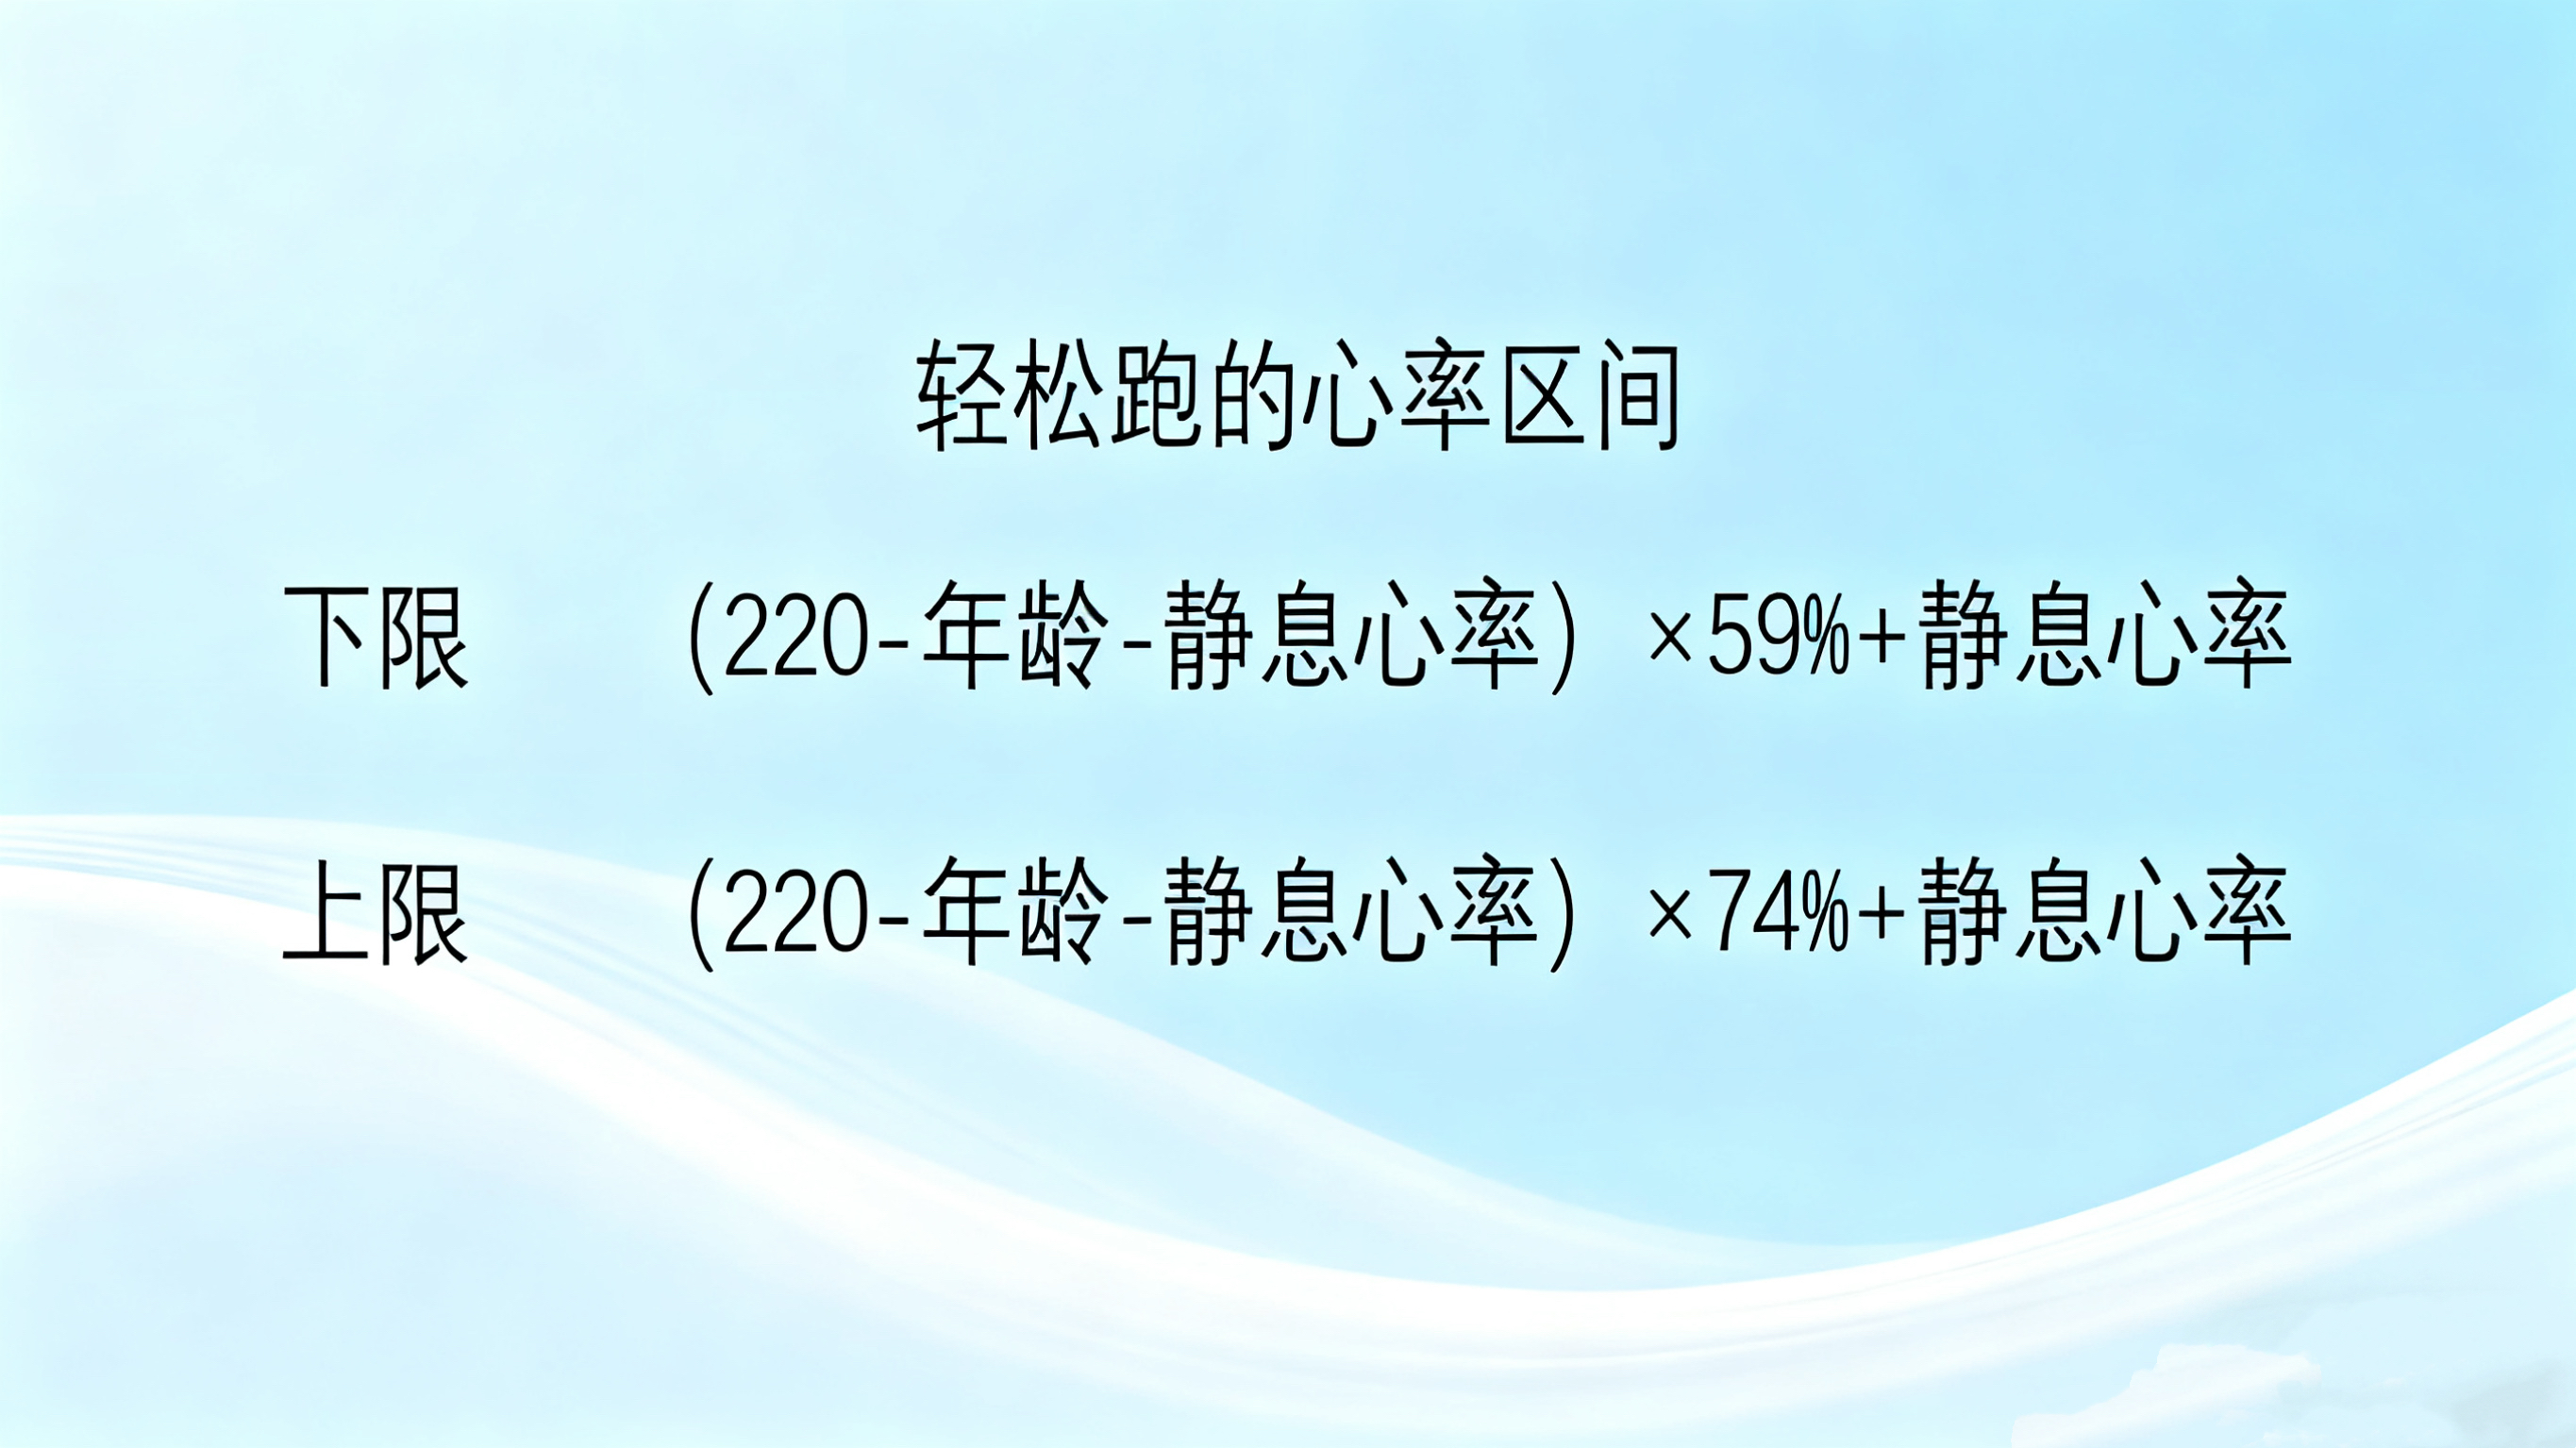 轻松跑的心率区间
下限 (220-年龄-静息心率) ×59%+静息心率
上限 (220-年龄-静息心率) ×74%+静息心率